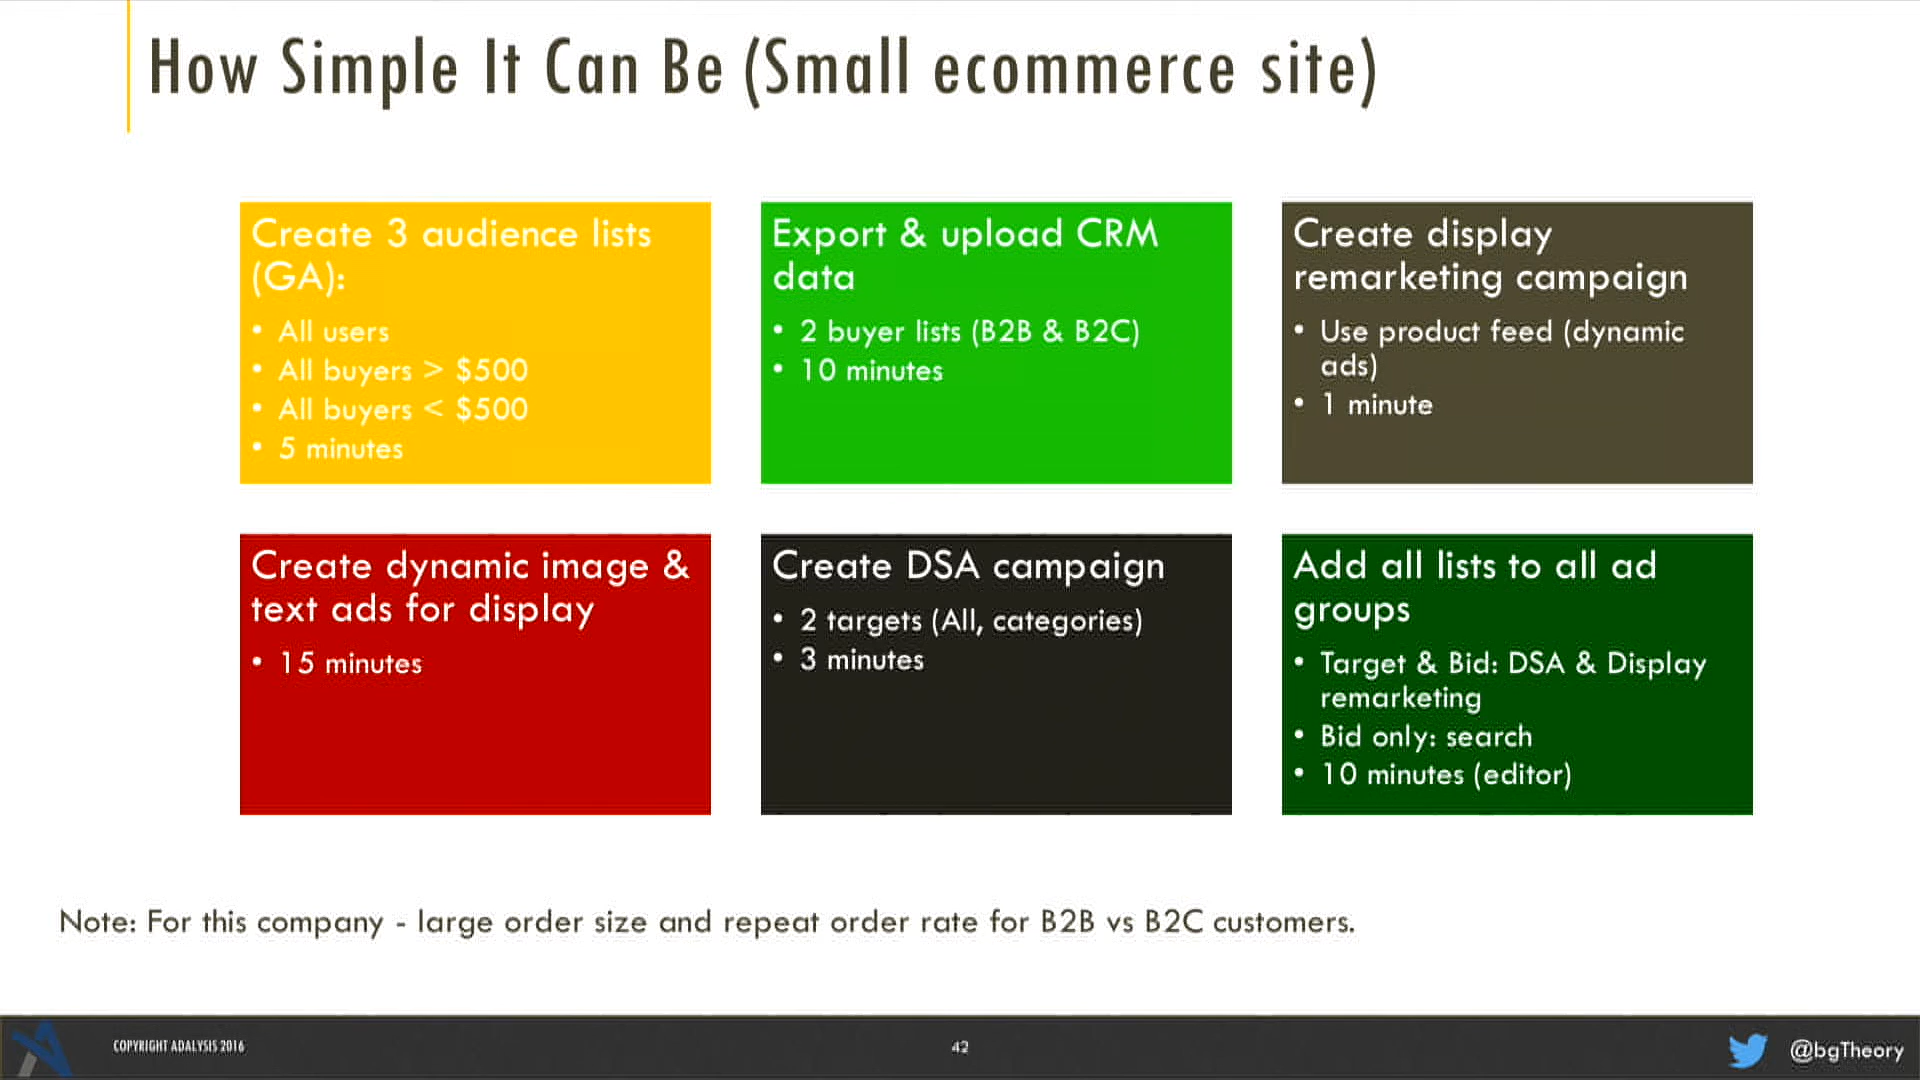 How Simple It Can Be (Small ecommerce site)
Create 3 audience lists
(GA):
• All users
• All buyers > $500
• All buyers < $500
• 5 minutes
Export & upload CRM
data
• 2 buyer lists (B2B & B2C)
• 10 minutes
Create display
remarketing campaign
• Use product feed (dynamic
ads)
• 1 minute
Create dynamic image &
text ads for display
• 15 minutes
Create DSA campaign
• 2 targets (All, categories)
• 3 minutes
Add all lists to all ad
groups
• Target & Bid: DSA & Display
remarketing
• Bid only: search
• 10 minutes (editor)
Note: For this company - large order size and repeat order rate for B2B vs B2C customers.
COPYRIGHT ADALYSIS 2016
42
@bgTheory